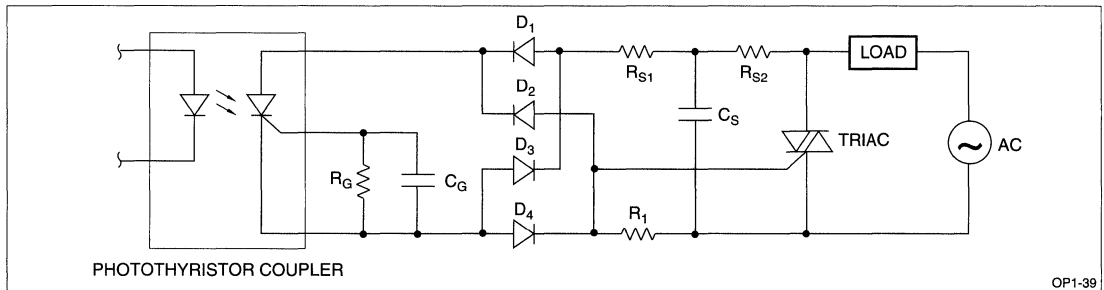 D1
RS1
RS2
LOAD
D2
CS
TRIAC
AC
D3
RG
CG
D4
R1
PHOTOTHYRISTOR COUPLER
OP1-39